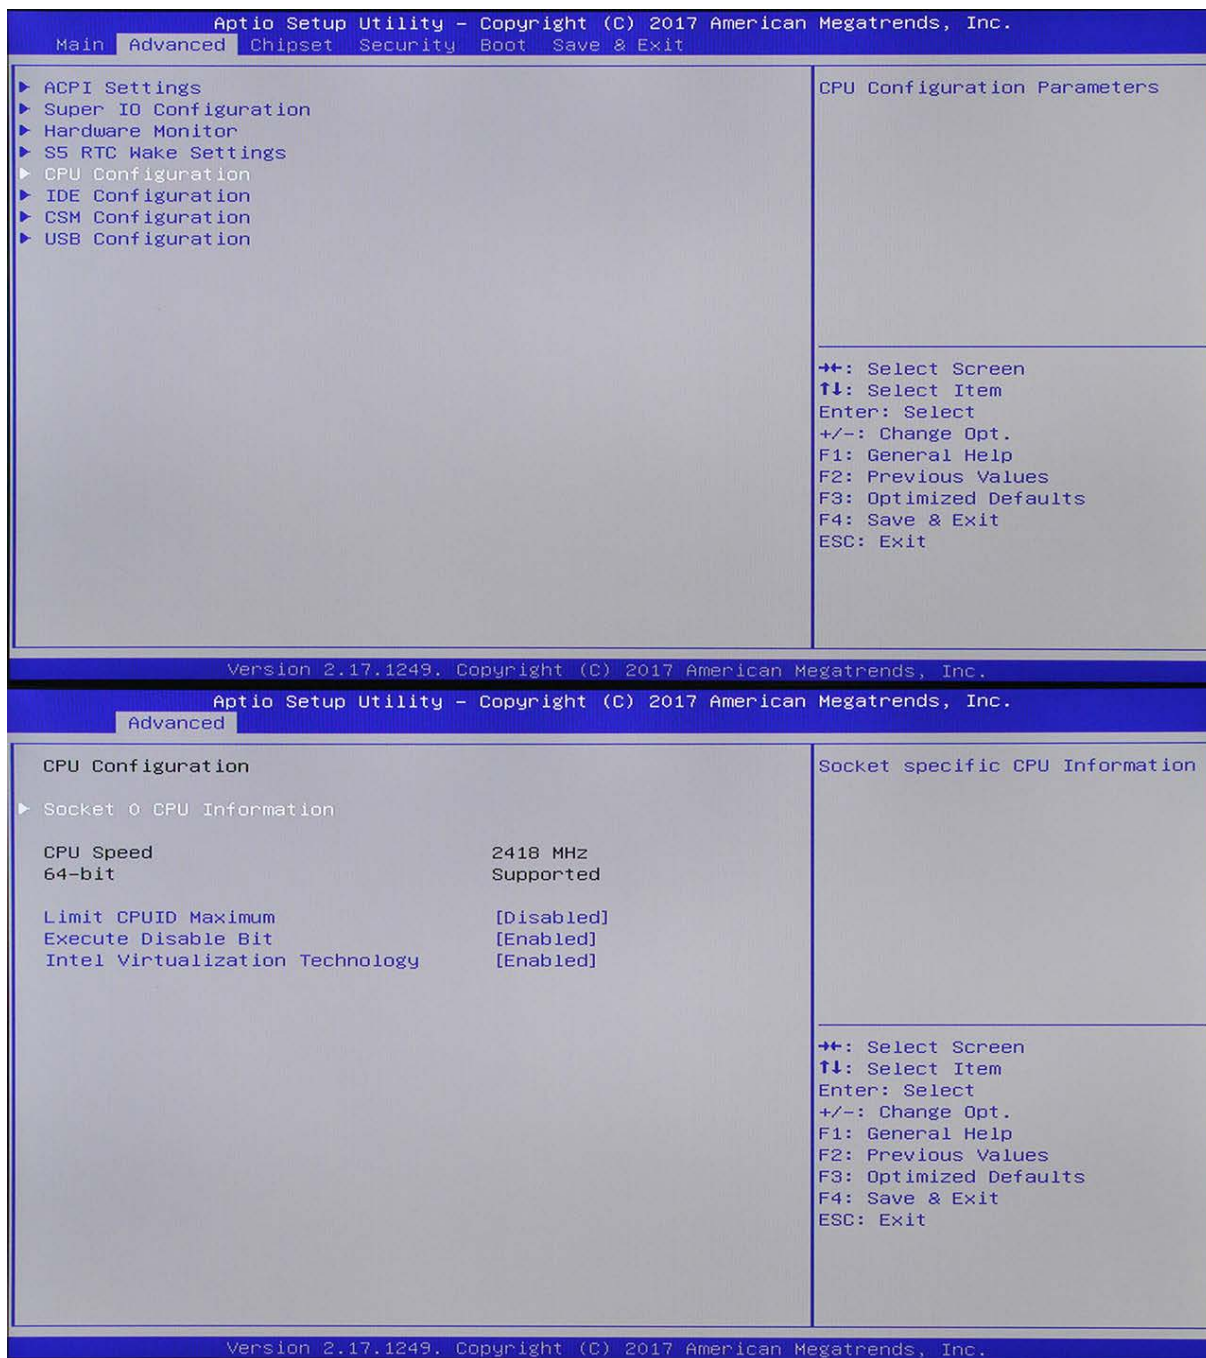 Aptio Setup Utility – Copyright (C) 2017 American Megatrends, Inc.
Main Advanced Chipset Security Boot Save & Exit
▶ ACPI Settings
▶ Super IO Configuration
▶ Hardware Monitor
▶ S5 RTC Wake Settings
▶ CPU Configuration
▶ IDE Configuration
▶ CSM Configuration
▶ USB Configuration
CPU Configuration Parameters
→←: Select Screen
↑↓: Select Item
Enter: Select
+/-: Change Opt.
F1: General Help
F2: Previous Values
F3: Optimized Defaults
F4: Save & Exit
ESC: Exit
Version 2.17.1249. Copyright (C) 2017 American Megatrends, Inc.
Aptio Setup Utility – Copyright (C) 2017 American Megatrends, Inc.
Advanced
CPU Configuration
▶ Socket 0 CPU Information
CPU Speed 2418 MHz
64-bit Supported
Limit CPUID Maximum [Disabled]
Execute Disable Bit [Enabled]
Intel Virtualization Technology [Enabled]
Socket specific CPU Information
→←: Select Screen
↑↓: Select Item
Enter: Select
+/-: Change Opt.
F1: General Help
F2: Previous Values
F3: Optimized Defaults
F4: Save & Exit
ESC: Exit
Version 2.17.1249. Copyright (C) 2017 American Megatrends, Inc.